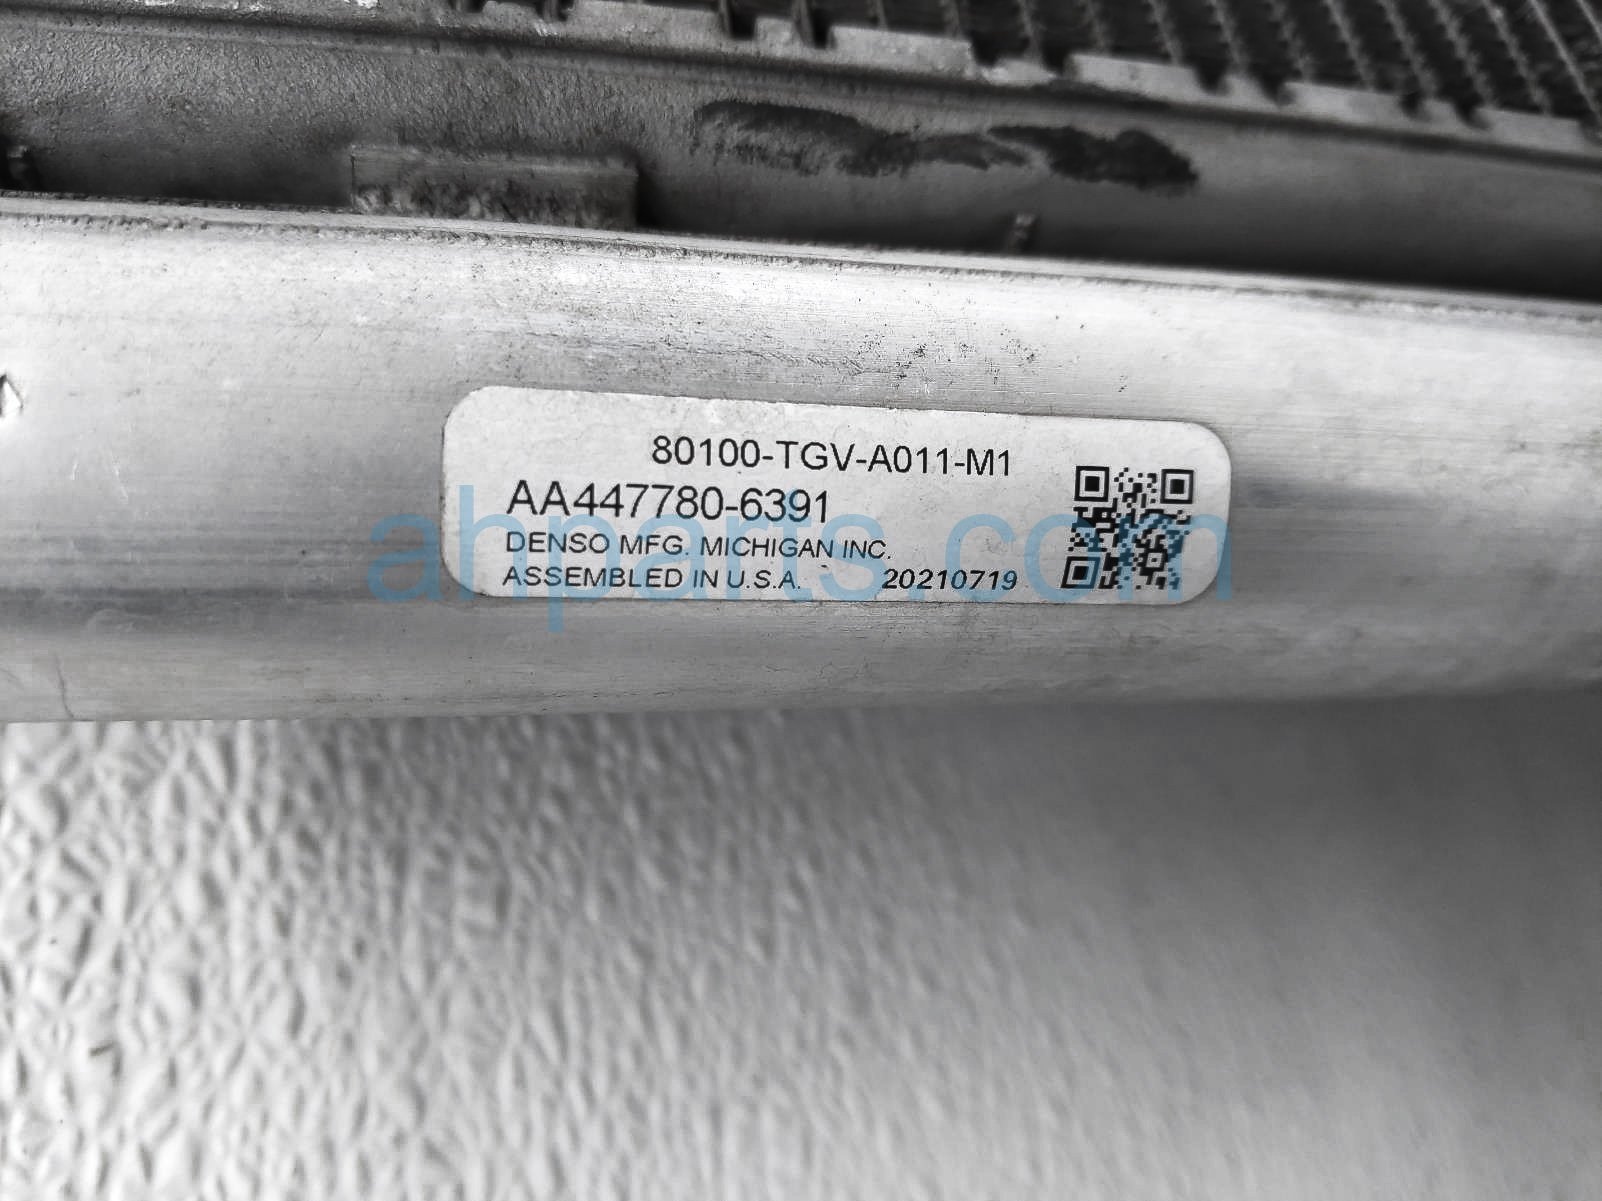 80100-TGV-A011-M1
AA447780-6391
DENSO MFG. MICHIGAN INC.
ASSEMBLED IN U.S.A. 20210719
ahparts.com